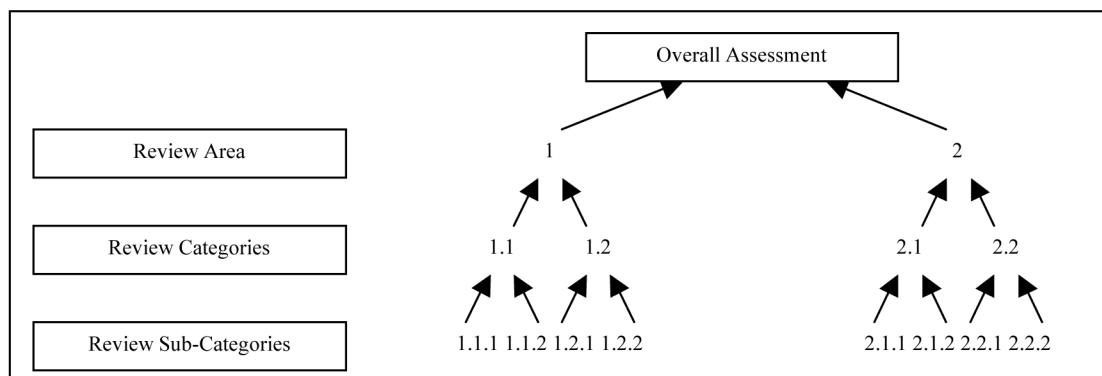 Overall Assessment
Review Area
1
2
Review Categories
1.1
1.2
2.1
2.2
Review Sub-Categories
1.1.1 1.1.2 1.2.1 1.2.2
2.1.1 2.1.2 2.2.1 2.2.2